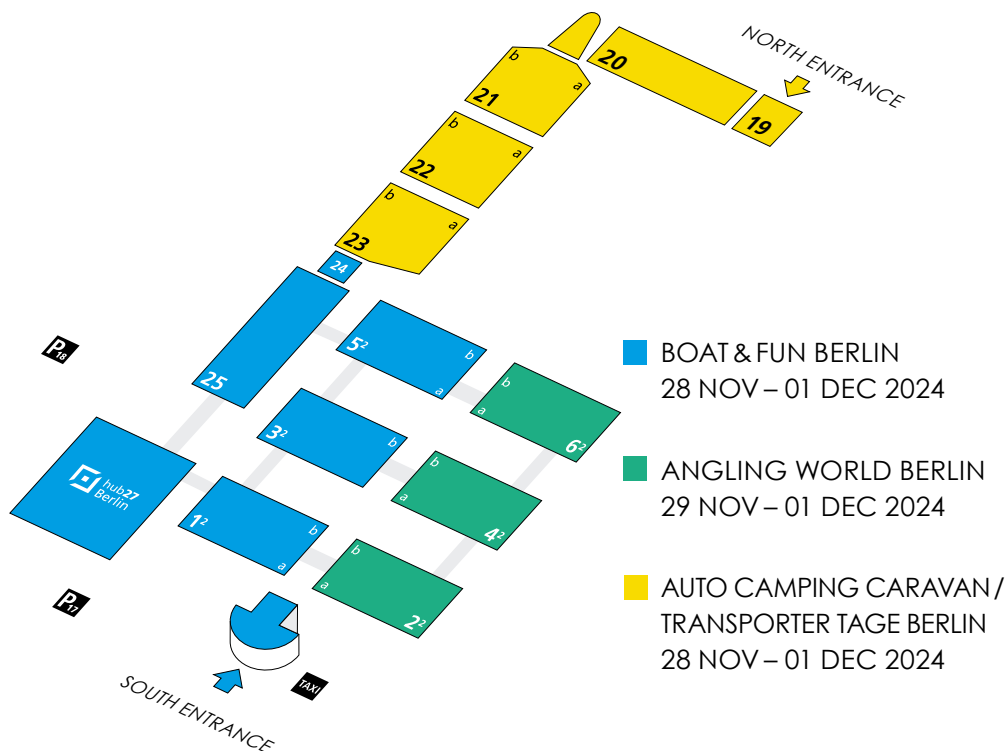 NORTH ENTRANCE
20
19
b
a
21
b
a
22
b
a
23
24
25
P18
5²
b
a
b
a
6²
3²
b
b
a
4²
hub27
Berlin
1²
b
a
b
a
2²
P17
TAXI
SOUTH ENTRANCE
BOAT & FUN BERLIN
28 NOV – 01 DEC 2024
ANGLING WORLD BERLIN
29 NOV – 01 DEC 2024
AUTO CAMPING CARAVAN /
TRANSPORTER TAGE BERLIN
28 NOV – 01 DEC 2024